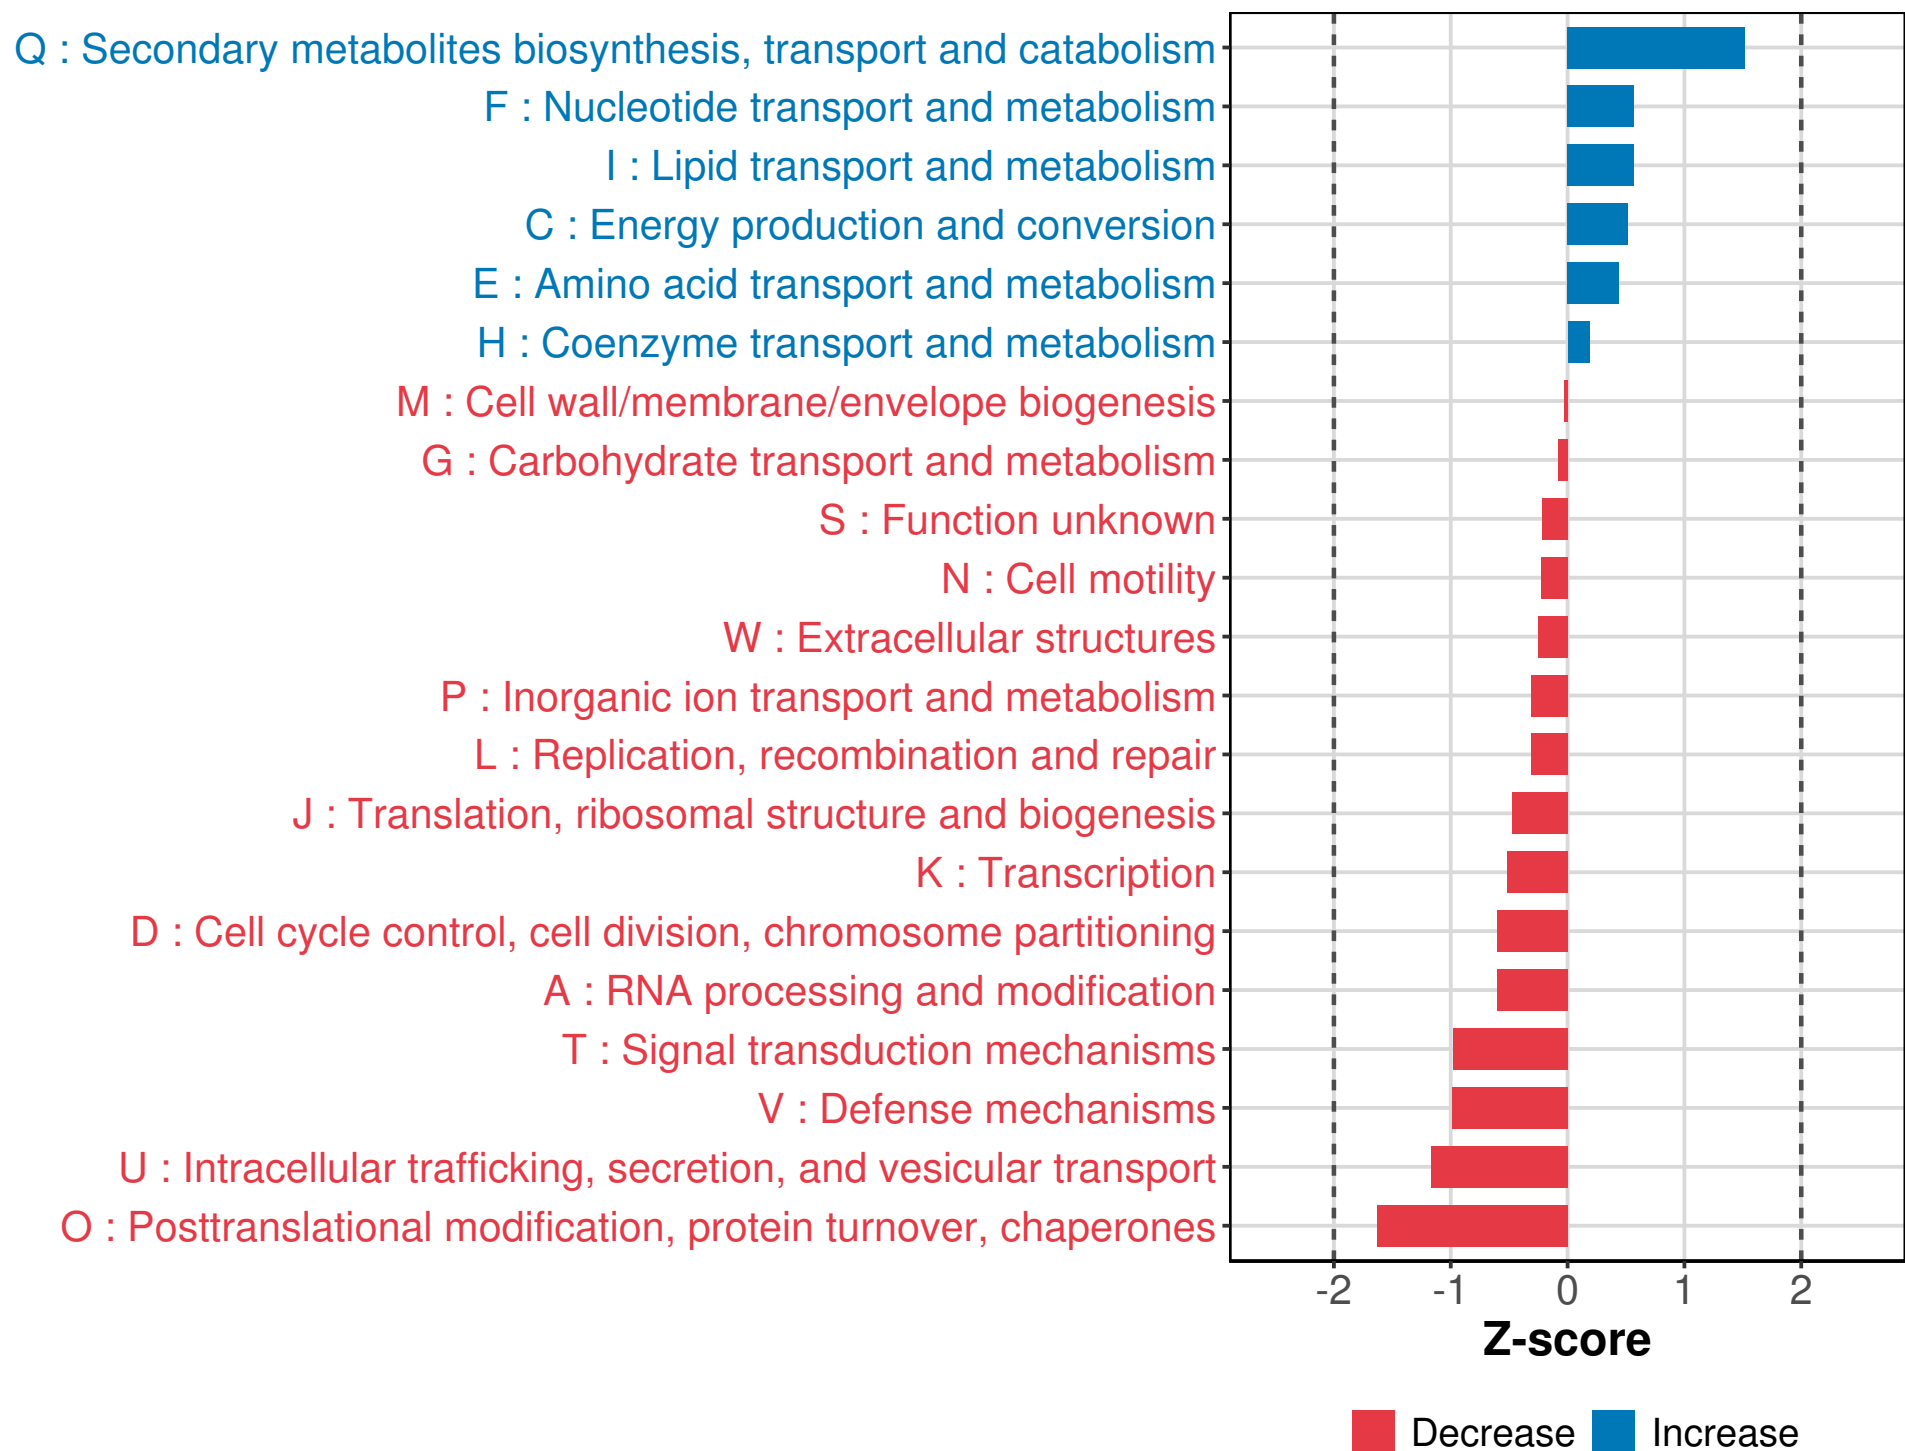 Q : Secondary metabolites biosynthesis, transport and catabolism
F : Nucleotide transport and metabolism
I : Lipid transport and metabolism
C : Energy production and conversion
E : Amino acid transport and metabolism
H : Coenzyme transport and metabolism
M : Cell wall/membrane/envelope biogenesis
G : Carbohydrate transport and metabolism
S : Function unknown
N : Cell motility
W : Extracellular structures
P : Inorganic ion transport and metabolism
L : Replication, recombination and repair
J : Translation, ribosomal structure and biogenesis
K : Transcription
D : Cell cycle control, cell division, chromosome partitioning
A : RNA processing and modification
T : Signal transduction mechanisms
V : Defense mechanisms
U : Intracellular trafficking, secretion, and vesicular transport
O : Posttranslational modification, protein turnover, chaperones
-2 -1 0 1 2
Z-score
Decrease Increase